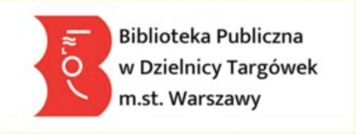 Biblioteka Publiczna
w Dzielnicy Targówek
m.st. Warszawy